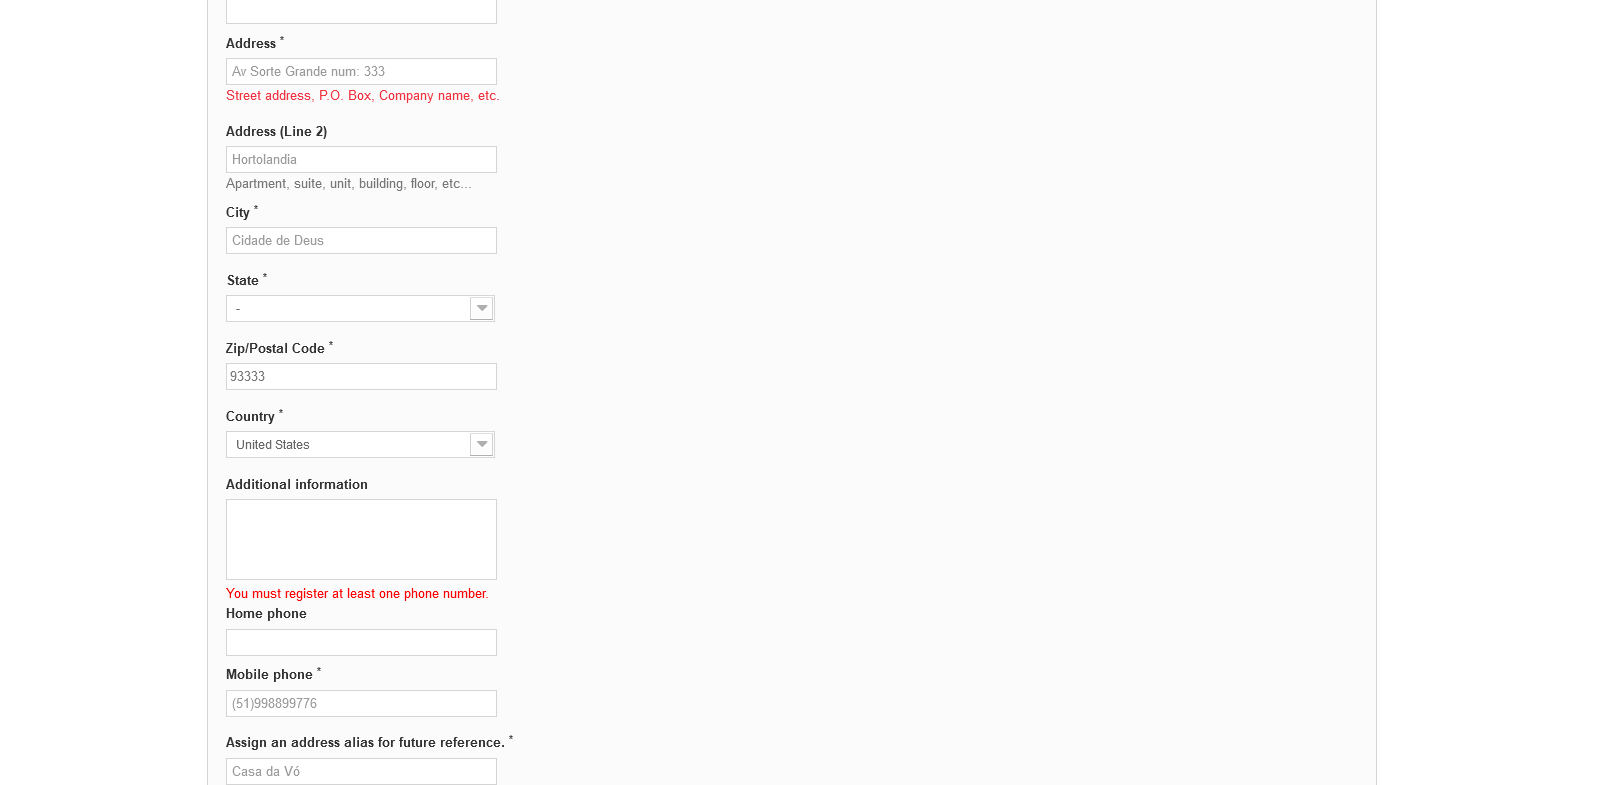 Address *
Av Sorte Grande num: 333
Street address, P.O. Box, Company name, etc.
Address (Line 2)
Hortolandia
Apartment, suite, unit, building, floor, etc...
City *
Cidade de Deus
State *
-
Zip/Postal Code *
93333
Country *
United States
Additional information
You must register at least one phone number.
Home phone
Mobile phone *
(51)998899776
Assign an address alias for future reference. *
Casa da Vó